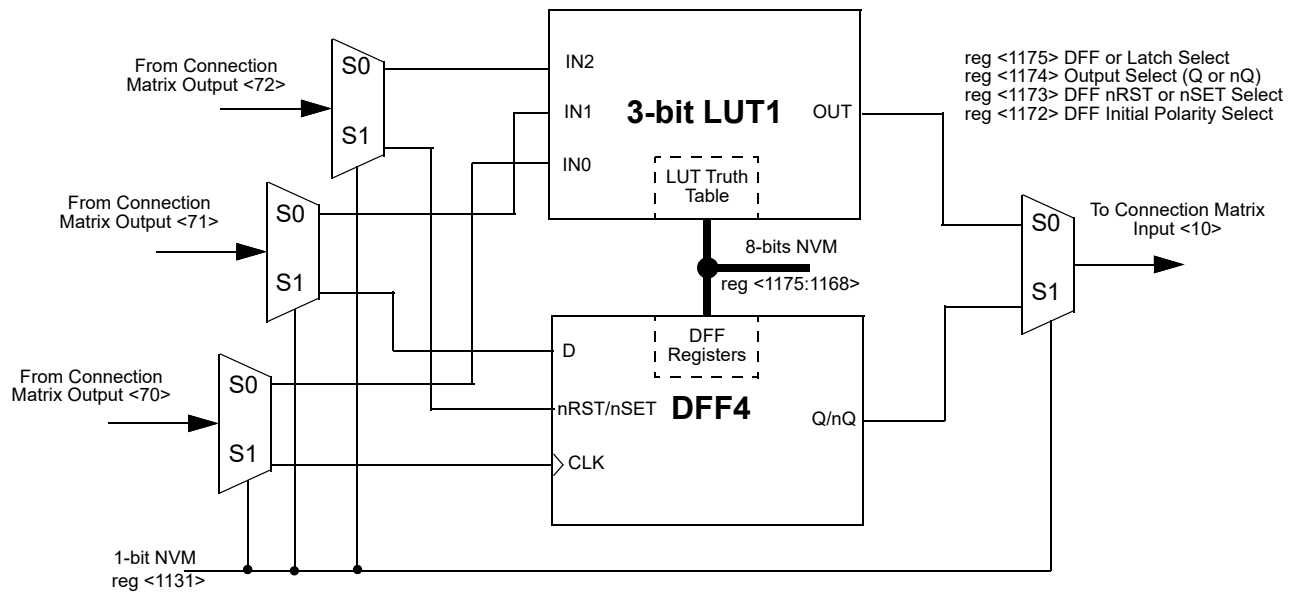 From Connection
Matrix Output <72>
S0
S1
IN2
IN1
IN0
3-bit LUT1
OUT
LUT Truth
Table
reg <1175> DFF or Latch Select
reg <1174> Output Select (Q or nQ)
reg <1173> DFF nRST or nSET Select
reg <1172> DFF Initial Polarity Select
From Connection
Matrix Output <71>
S0
S1
8-bits NVM
reg <1175:1168>
S0
S1
To Connection Matrix
Input <10>
From Connection
Matrix Output <70>
S0
S1
D
nRST/nSET
CLK
DFF
Registers
DFF4
Q/nQ
1-bit NVM
reg <1131>